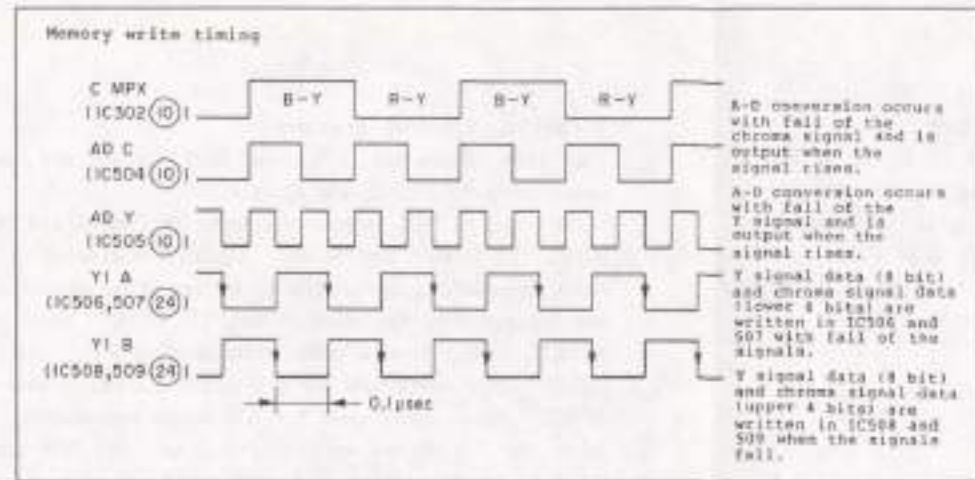 Memory write timing
C MPX
(IC302 10)
B-Y
R-Y
B-Y
R-Y
A-D conversion occurs
with fall of the
chroma signal and is
output when the
signal rises.
AD C
(IC504 10)
AD Y
(IC505 10)
A-D conversion occurs
with fall of the
Y signal and is
output when the
signal rises.
YI A
(IC506,507 24)
Y signal data (8 bit)
and chroma signal data
(lower 4 bits) are
written in IC506 and
507 with fall of the
signals.
YI B
(IC508,509 24)
Y signal data (8 bit)
and chroma signal data
(upper 4 bits) are
written in IC508 and
509 when the signals
fall.
0.1μsec